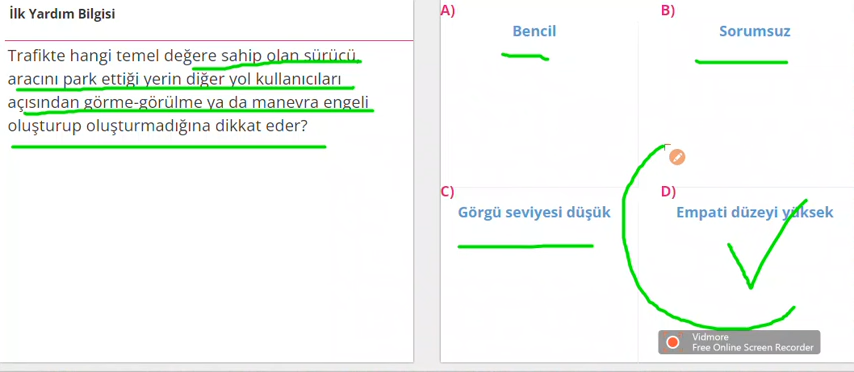 İlk Yardım Bilgisi
Trafikte hangi temel değere sahip olan sürücü,
aracını park ettiği yerin diğer yol kullanıcıları
açısından görme-görülme ya da manevra engeli
oluşturup oluşturmadığına dikkat eder?
A)
Bencil
B)
Sorumsuz
C)
Görgü seviyesi düşük
D)
Empati düzeyi yüksek
Vidmore
Free Online Screen Recorder